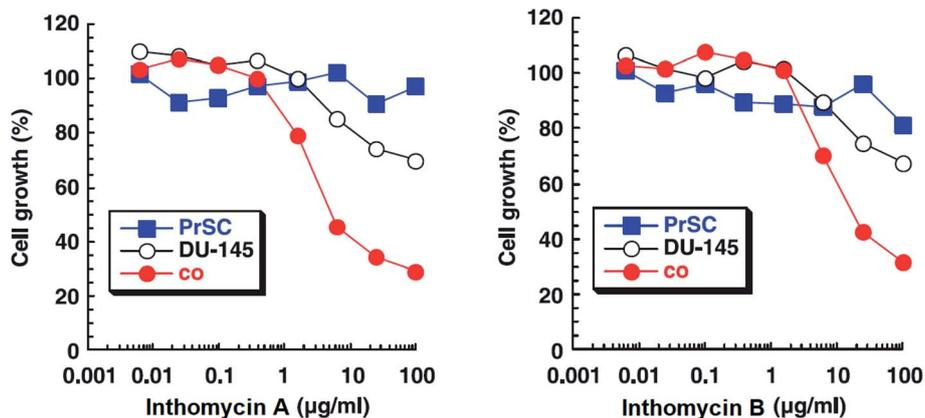 120
100
80
60
40
20
0
Cell growth (%)
PrSC
DU-145
co
0.001 0.01 0.1 1 10 100
Inthomycin A (µg/ml)
120
100
80
60
40
20
0
Cell growth (%)
PrSC
DU-145
co
0.001 0.01 0.1 1 10 100
Inthomycin B (µg/ml)